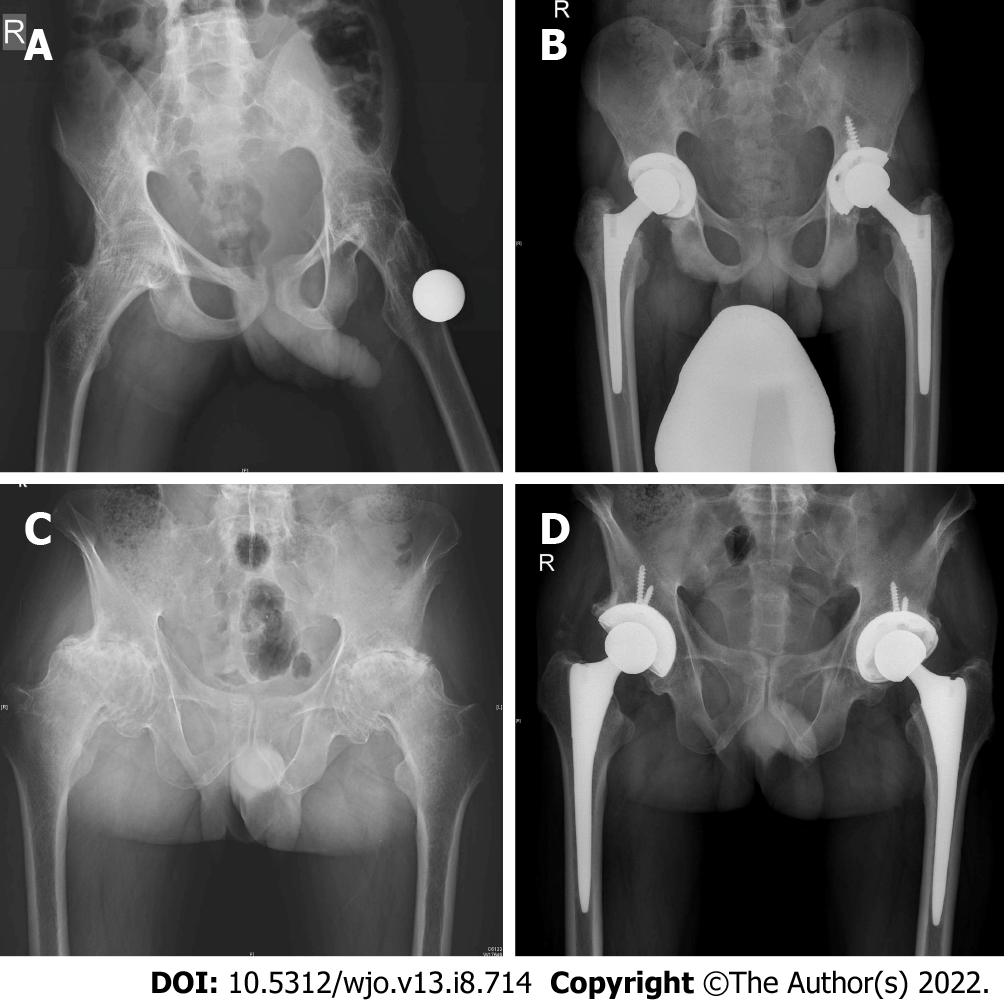 R
A
R
B
[R]
[F]
R
C
D
R
[R]
[L]
DOI: 10.5312/wjo.v13.i8.714 Copyright ©The Author(s) 2022.